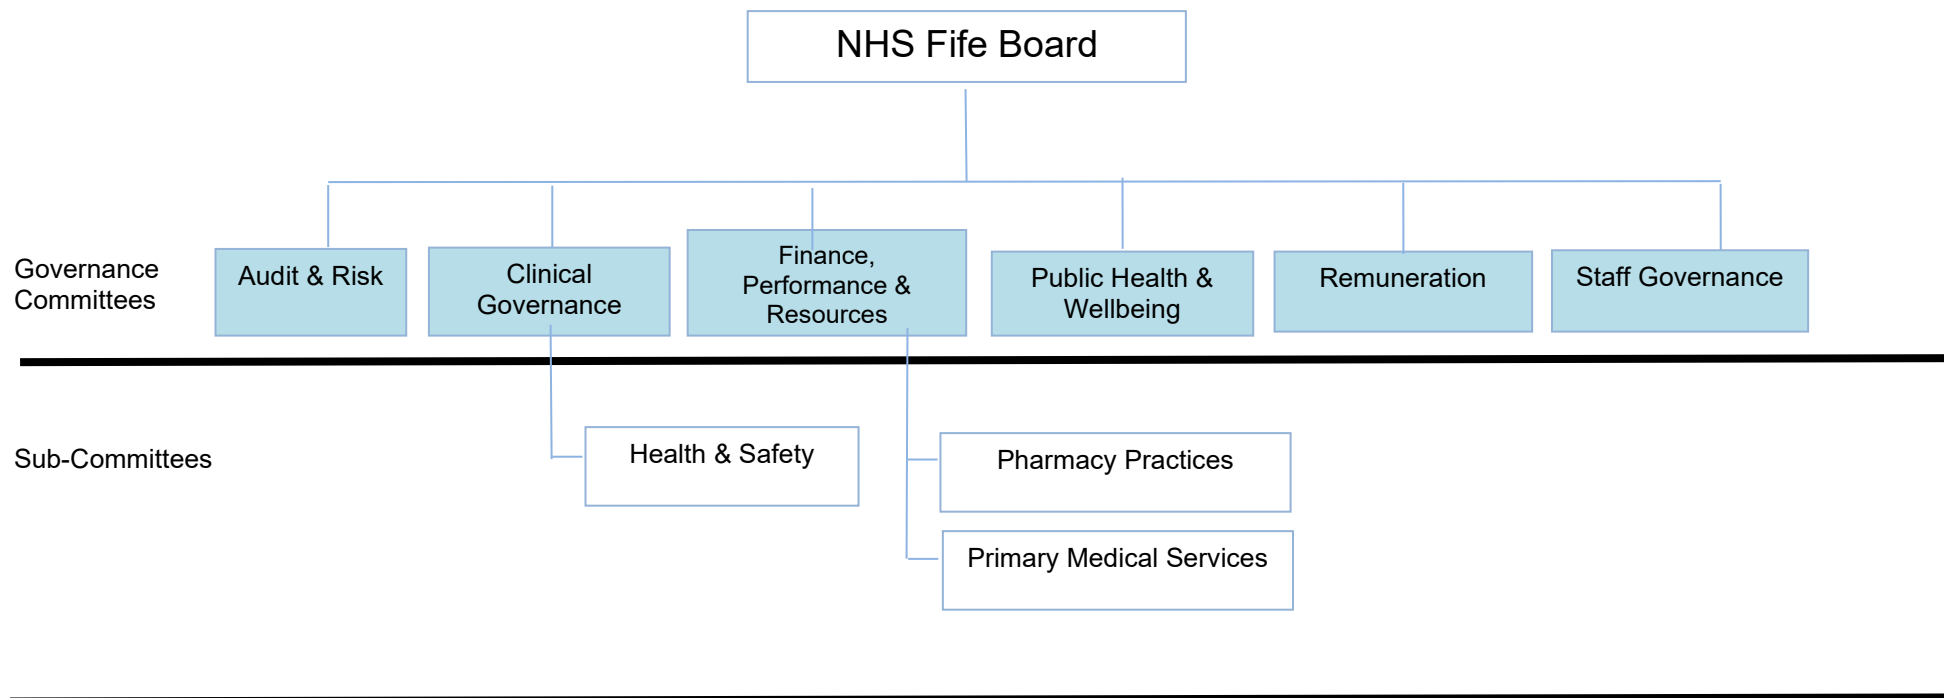 NHS Fife Board
Governance
Committees
Audit & Risk
Clinical
Governance
Finance,
Performance &
Resources
Public Health &
Wellbeing
Remuneration
Staff Governance
Sub-Committees
Health & Safety
Pharmacy Practices
Primary Medical Services